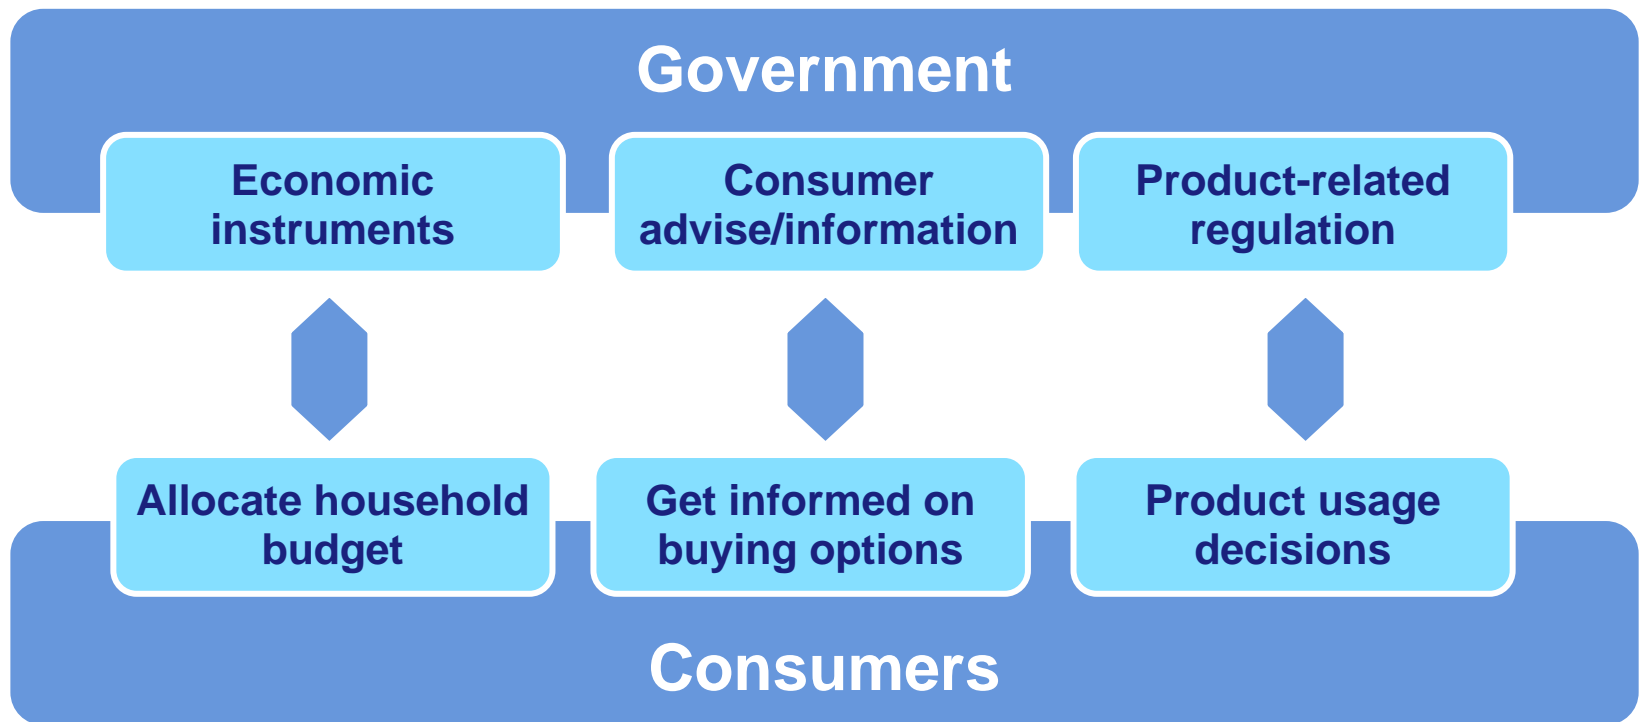 Government
Economic
instruments
Consumer
advise/information
Product-related
regulation
Allocate household
budget
Get informed on
buying options
Product usage
decisions
Consumers